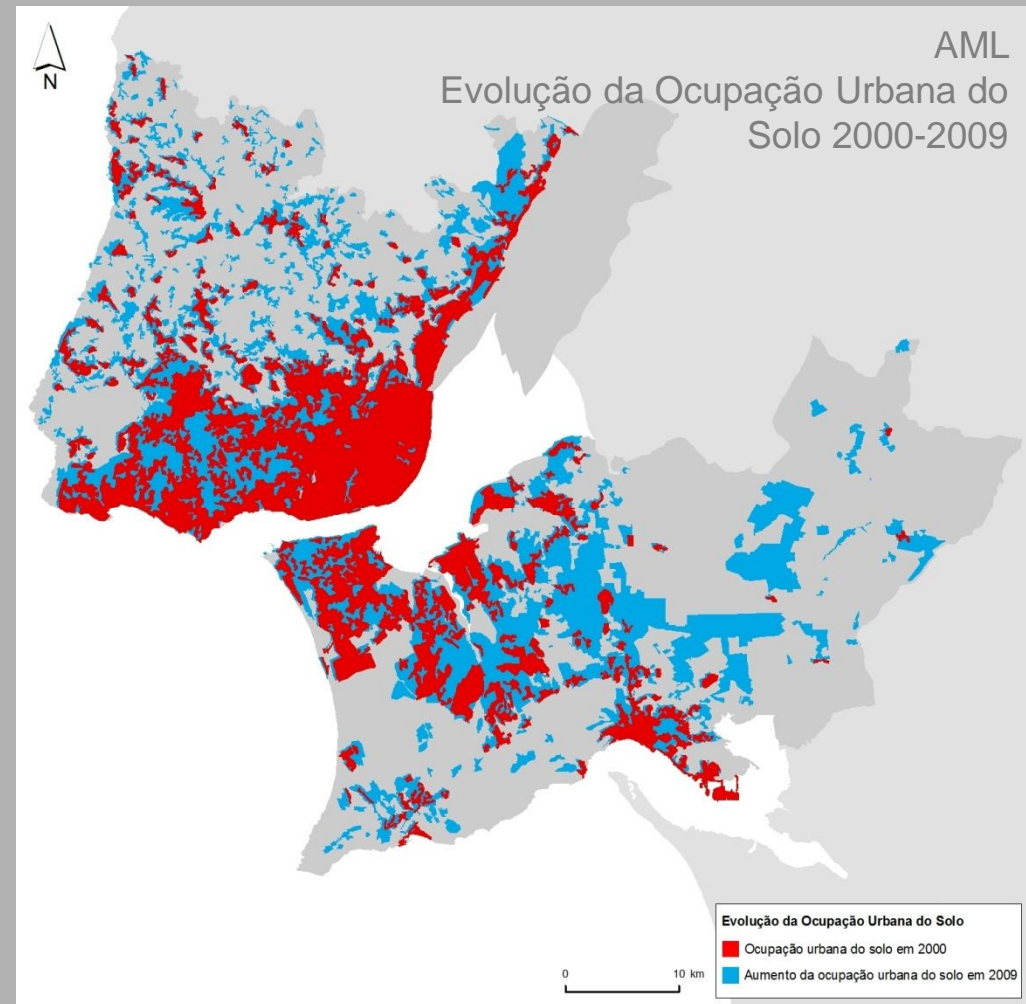 AML
Evolução da Ocupação Urbana do
Solo 2000-2009
N
Evolução da Ocupação Urbana do Solo
Ocupação urbana do solo em 2000
Aumento da ocupação urbana do solo em 2009
0 10 km